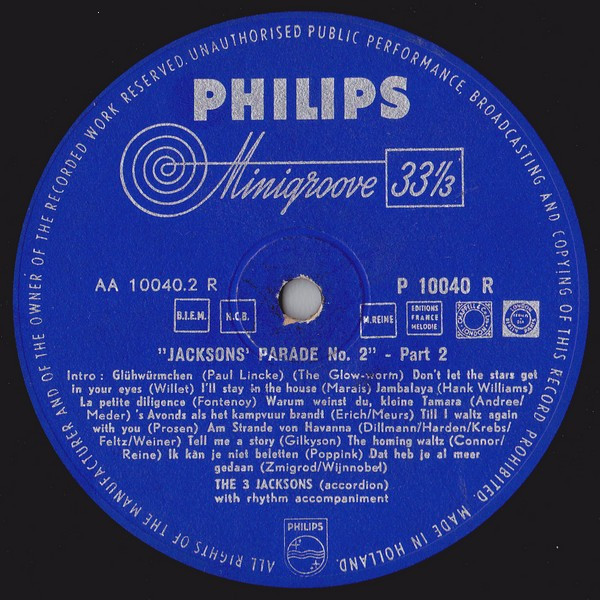 ALL RIGHTS OF THE MANUFACTURER AND OF THE OWNER OF THE RECORDED WORK RESERVED. UNAUTHORISED PUBLIC PERFORMANCE BROADCASTING AND COPYING OF THIS RECORD PROHIBITED. MADE IN HOLLAND.
PHILIPS
Minigroove 33⅓
AA 10040.2 R
P 10040 R
B.I.E.M.
N.C.B.
M.REINE
EDITIONS
FRANCE
MELODIE
"JACKSONS' PARADE No. 2" - Part 2
Intro : Glühwürmchen (Paul Lincke) (The Glow-worm) Don't let the stars get
in your eyes (Willet) I'll stay in the house (Marais) Jambalaya (Hank Williams)
La petite diligence (Fontenoy) Warum weinst du, kleine Tamara (Andree/
Meder) 's Avonds als het kampvuur brandt (Erich/Meurs) Till I waltz again
with you (Prosen) Am Strande von Havanna (Dillmann/Harden/Krebs/
Feltz/Weiner) Tell me a story (Gilkyson) The homing waltz (Connor/
Reine) Ik kàn je niet beletten (Poppink) Dat heb je al meer
gedaan (Zmigrod/Wijnnobel)
THE 3 JACKSONS (accordion)
with rhythm accompaniment
PHILIPS